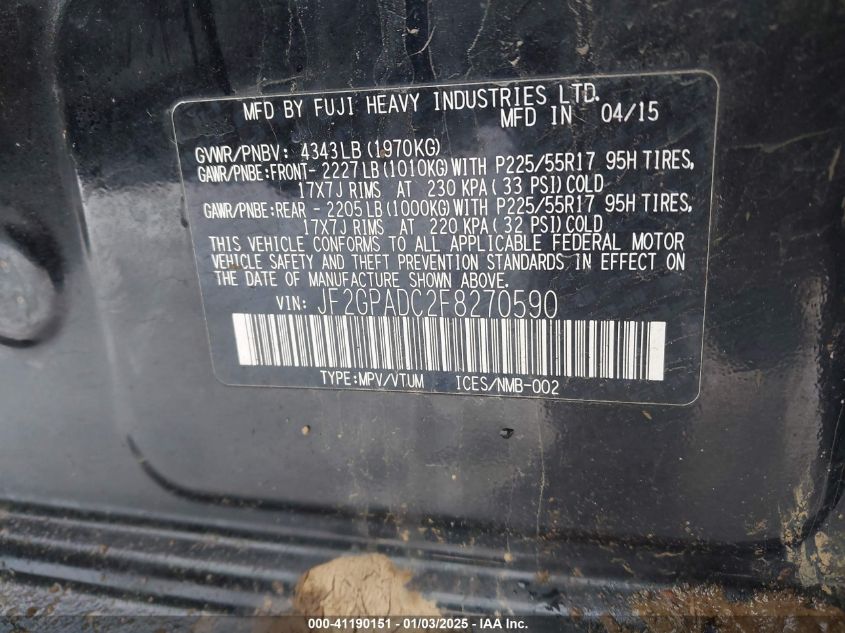 MFD BY FUJI HEAVY INDUSTRIES LTD.
MFD IN 04/15
GVWR/PNBV: 4343LB(1970KG)
GAWR/PNBE:FRONT- 2227LB(1010KG)WITH P225/55R17 95H TIRES,
17X7J RIMS AT 230 KPA(33 PSI)COLD
GAWR/PNBE:REAR - 2205LB(1000KG)WITH P225/55R17 95H TIRES,
17X7J RIMS AT 220 KPA(32 PSI)COLD
THIS VEHICLE CONFORMS TO ALL APPLICABLE FEDERAL MOTOR
VEHICLE SAFETY AND THEFT PREVENTION STANDARDS IN EFFECT ON
THE DATE OF MANUFACTURE SHOWN ABOVE.
VIN: JF2GPADC2F8270590
TYPE:MPV/VTUM ICES/NMB-002
000-41190151 - 01/03/2025 - IAA Inc.